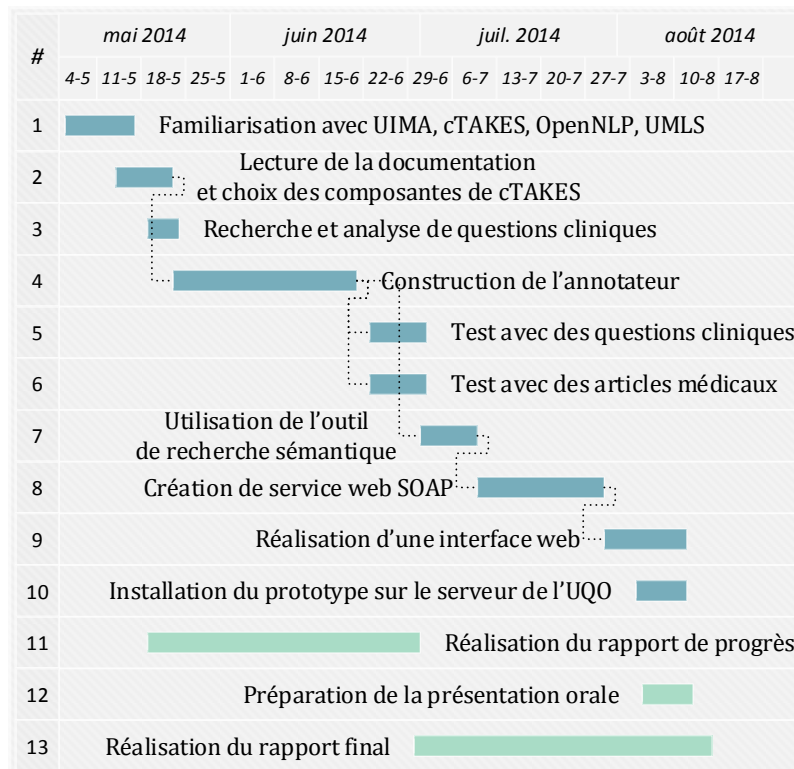 #
mai 2014 juin 2014 juil. 2014 août 2014
4-5 11-5 18-5 25-5 1-6 8-6 15-6 22-6 29-6 6-7 13-7 20-7 27-7 3-8 10-8 17-8
1 Familiarisation avec UIMA, cTAKES, OpenNLP, UMLS
2 Lecture de la documentation
et choix des composantes de cTAKES
3 Recherche et analyse de questions cliniques
4 Construction de l’annotateur
5 Test avec des questions cliniques
6 Test avec des articles médicaux
7 Utilisation de l’outil
de recherche sémantique
8 Création de service web SOAP
9 Réalisation d’une interface web
10 Installation du prototype sur le serveur de l’UQO
11 Réalisation du rapport de progrès
12 Préparation de la présentation orale
13 Réalisation du rapport final